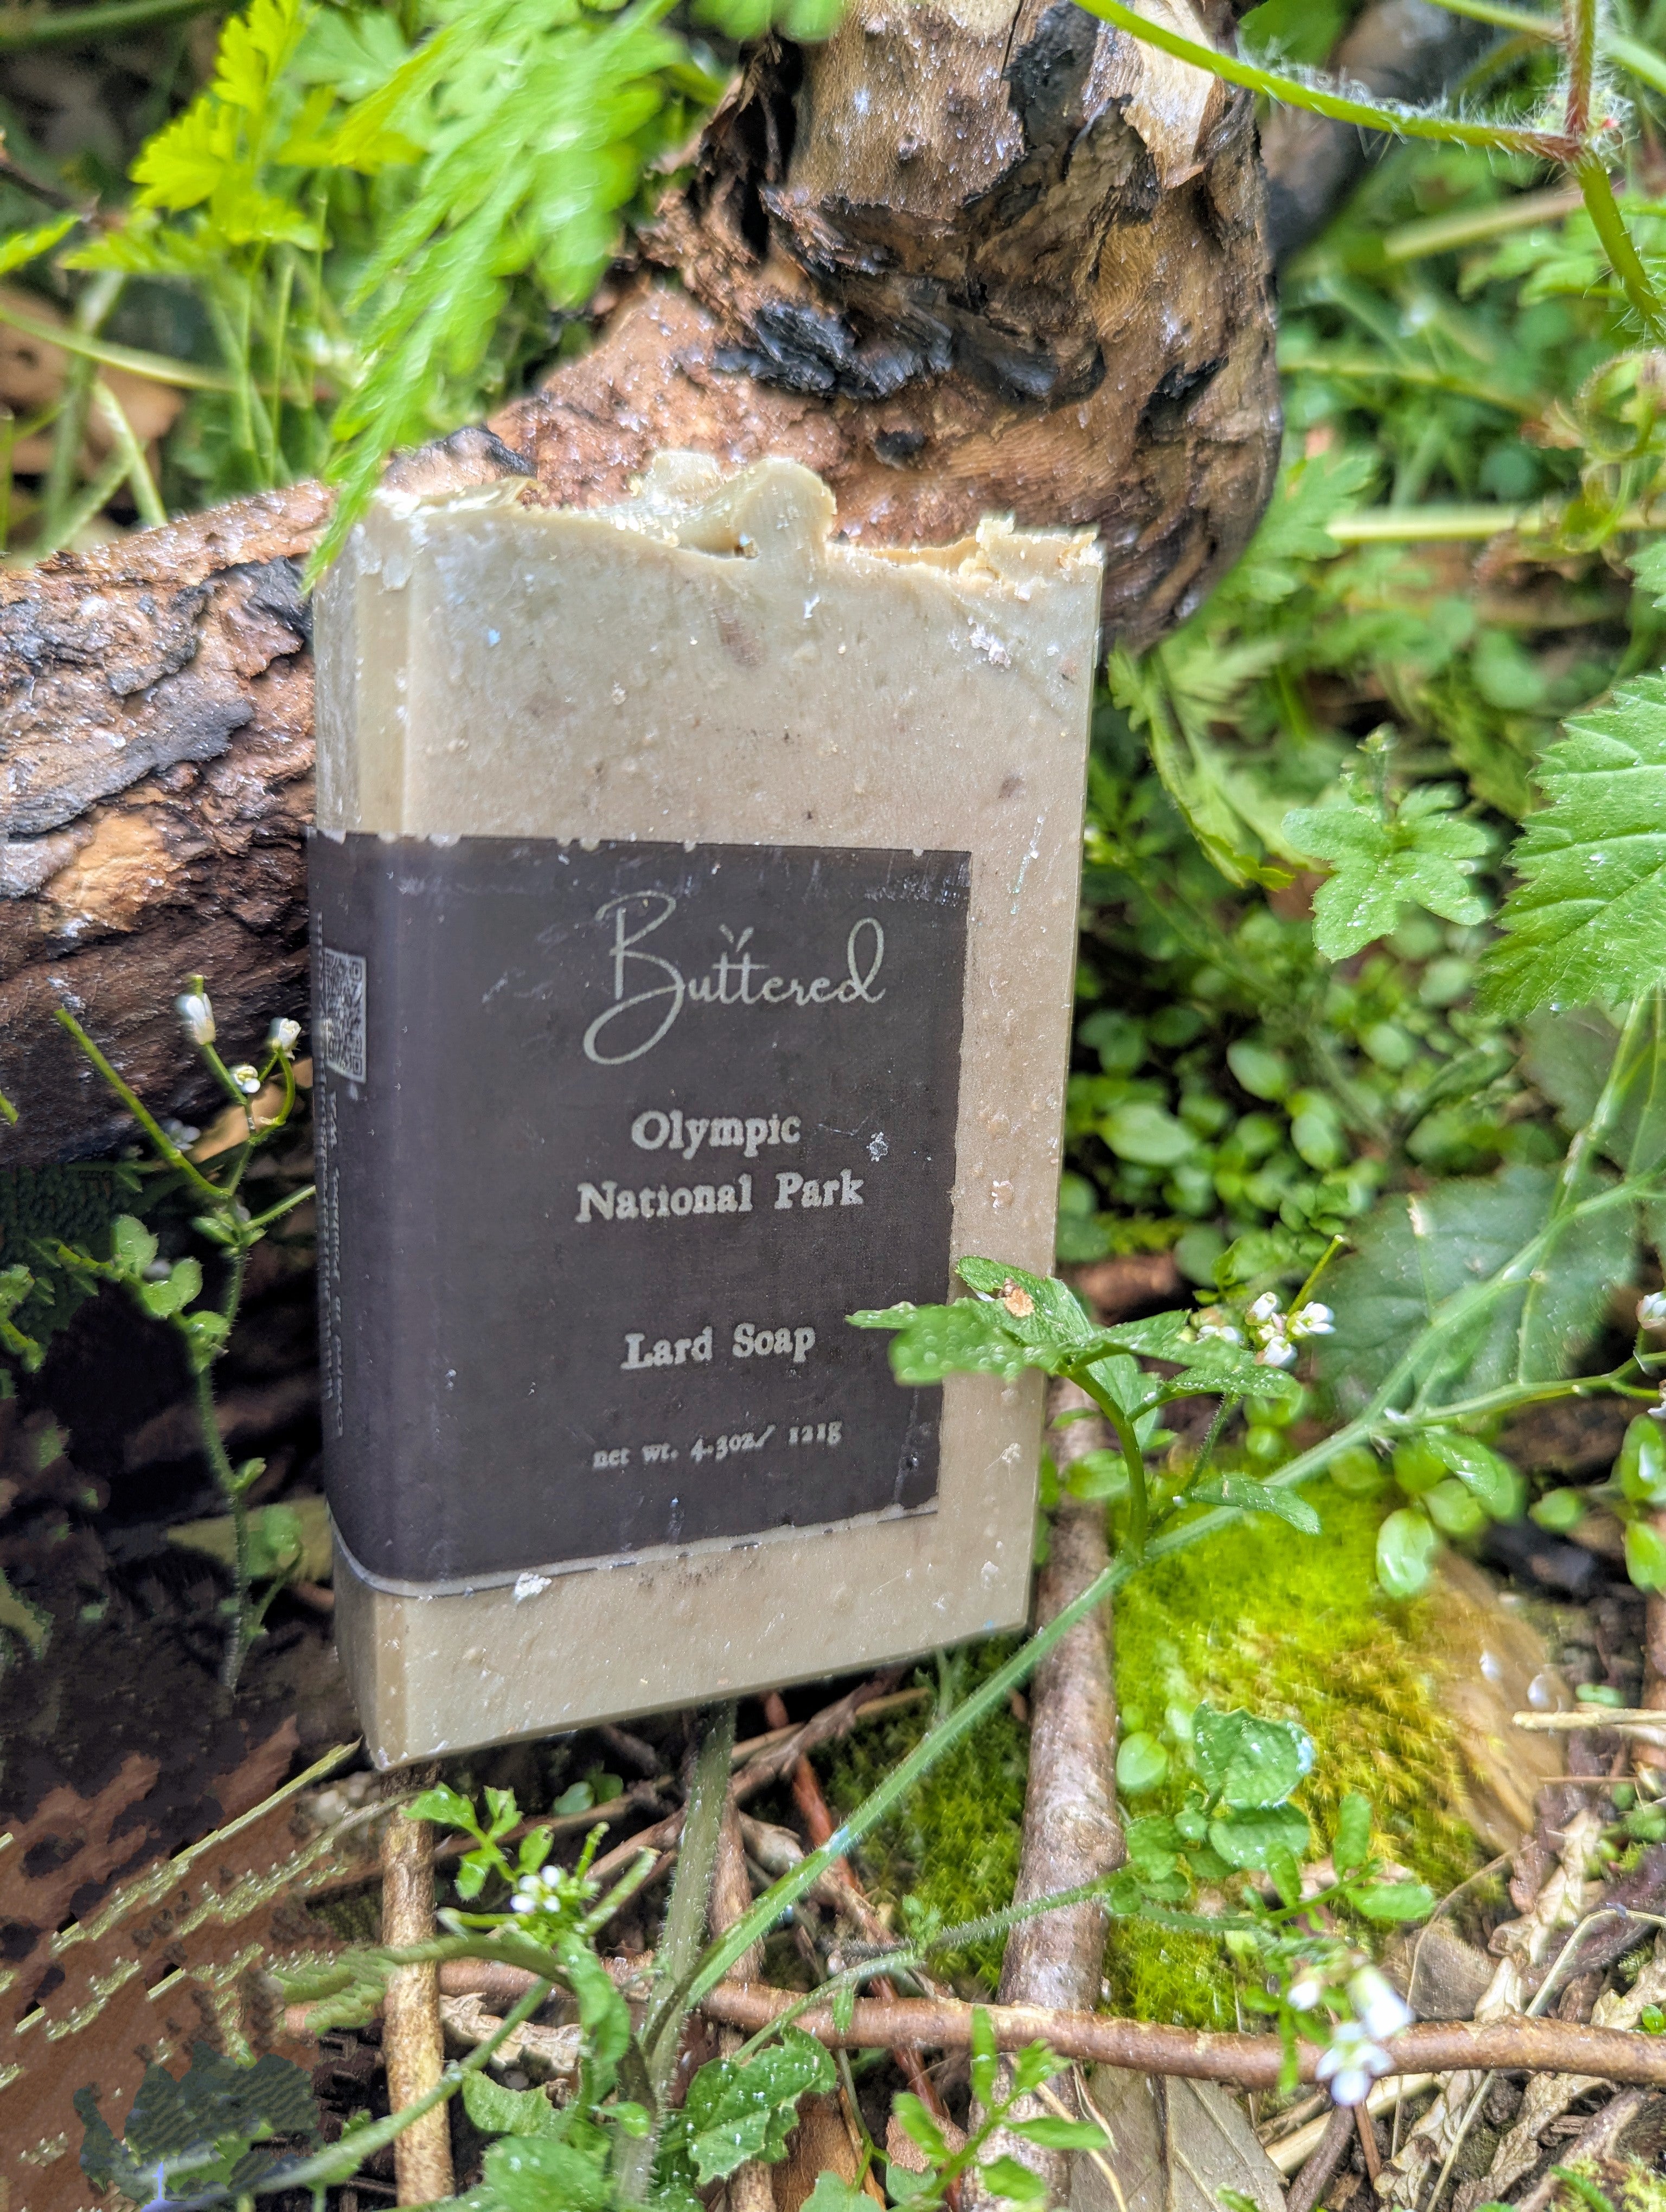 Buttered
Olympic
National Park
Lard Soap
net wt. 4.3oz/ 121g